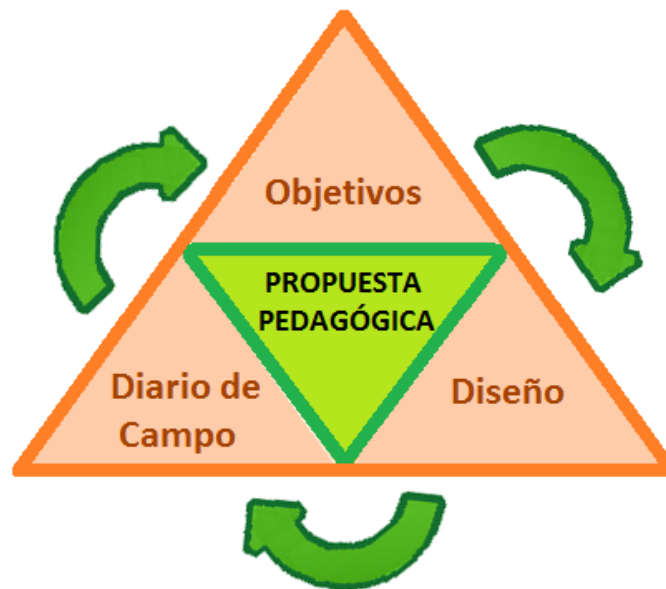 Objetivos
PROPUESTA
PEDAGÓGICA
Diario de
Campo
Diseño